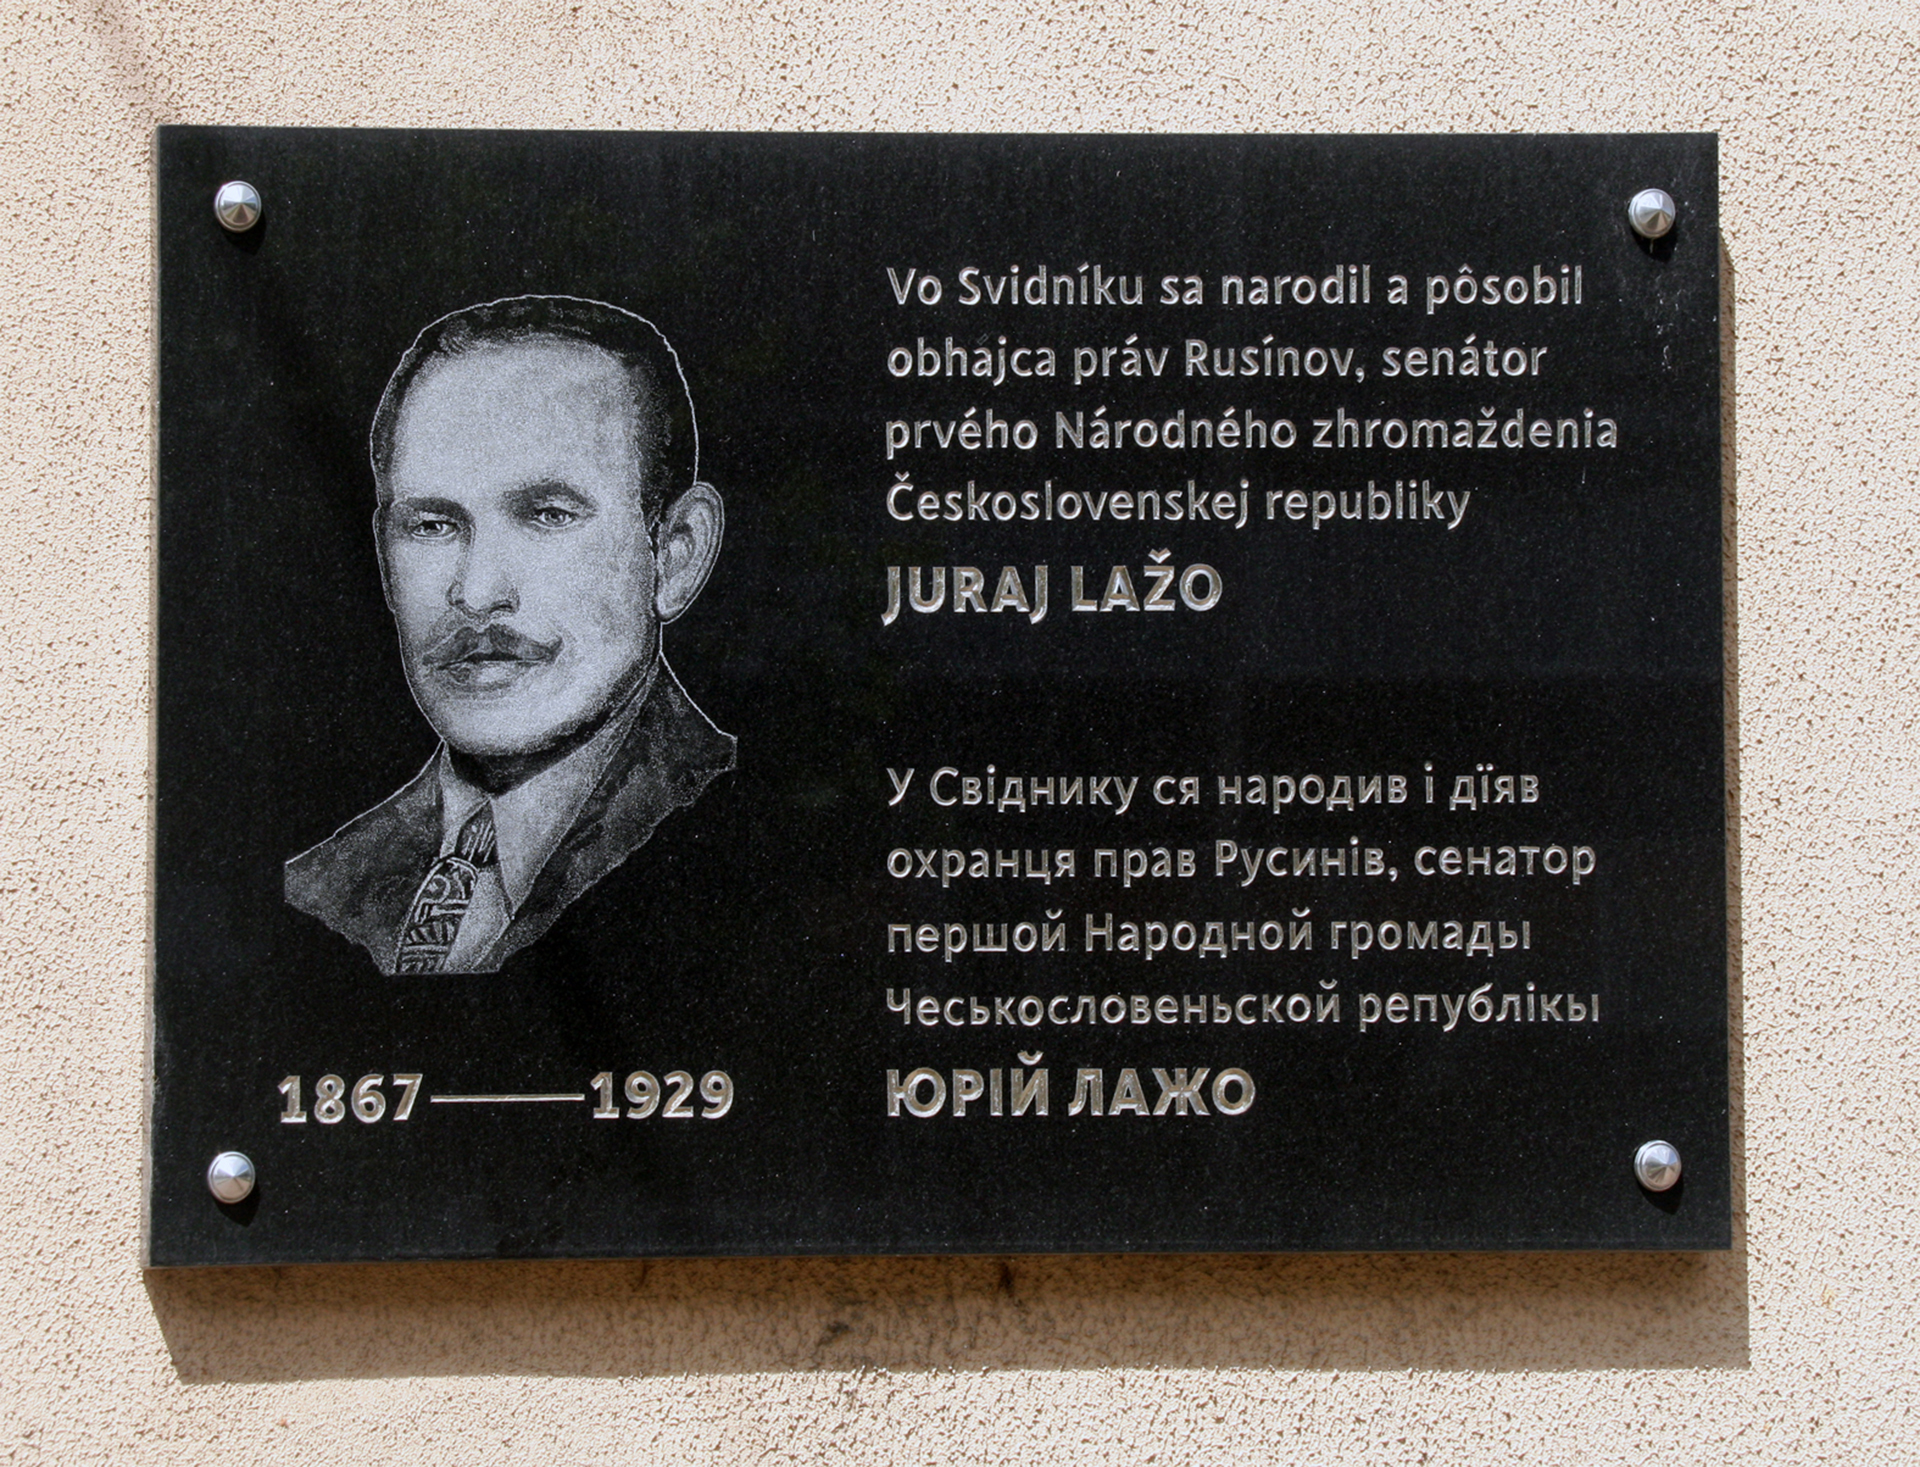 Vo Svidníku sa narodil a pôsobil
obhajca práv Rusínov, senátor
prvého Národného zhromaždenia
Československej republiky
JURAJ LAŽO
У Свіднику ся народив і дїяв
охранця прав Русинів, сенатор
першой Народной громады
Чеськословеньской републікы
ЮРІЙ ЛАЖО
1867 — 1929